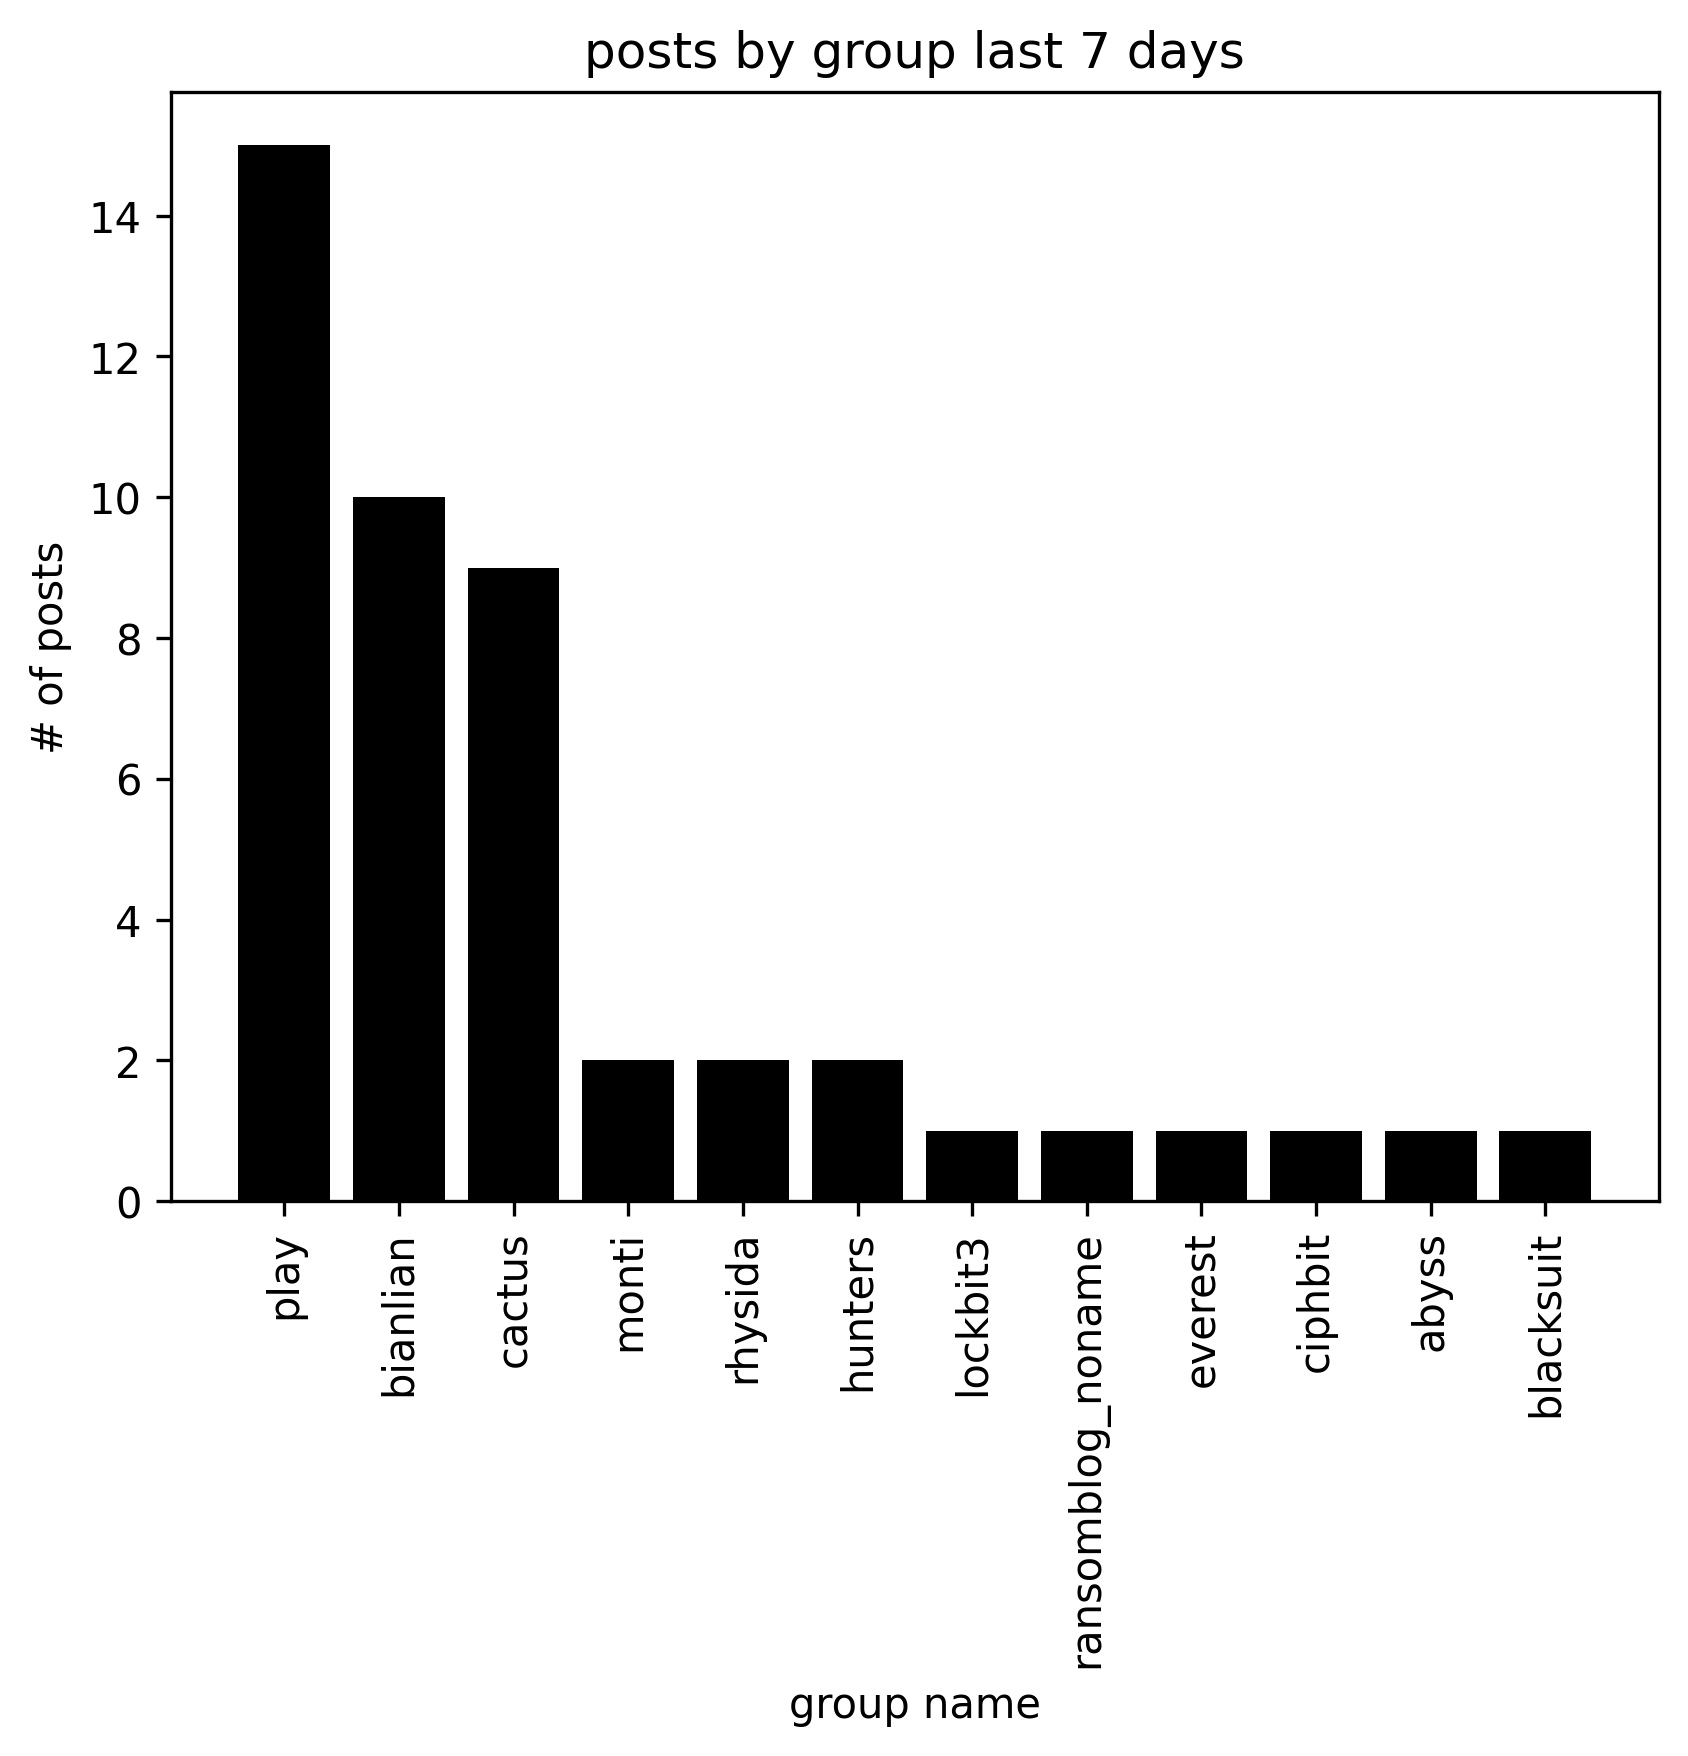 posts by group last 7 days
# of posts
14
12
10
8
6
4
2
0
play
bianlian
cactus
monti
rhysida
hunters
lockbit3
ransomblog_noname
everest
ciphbit
abyss
blacksuit
group name